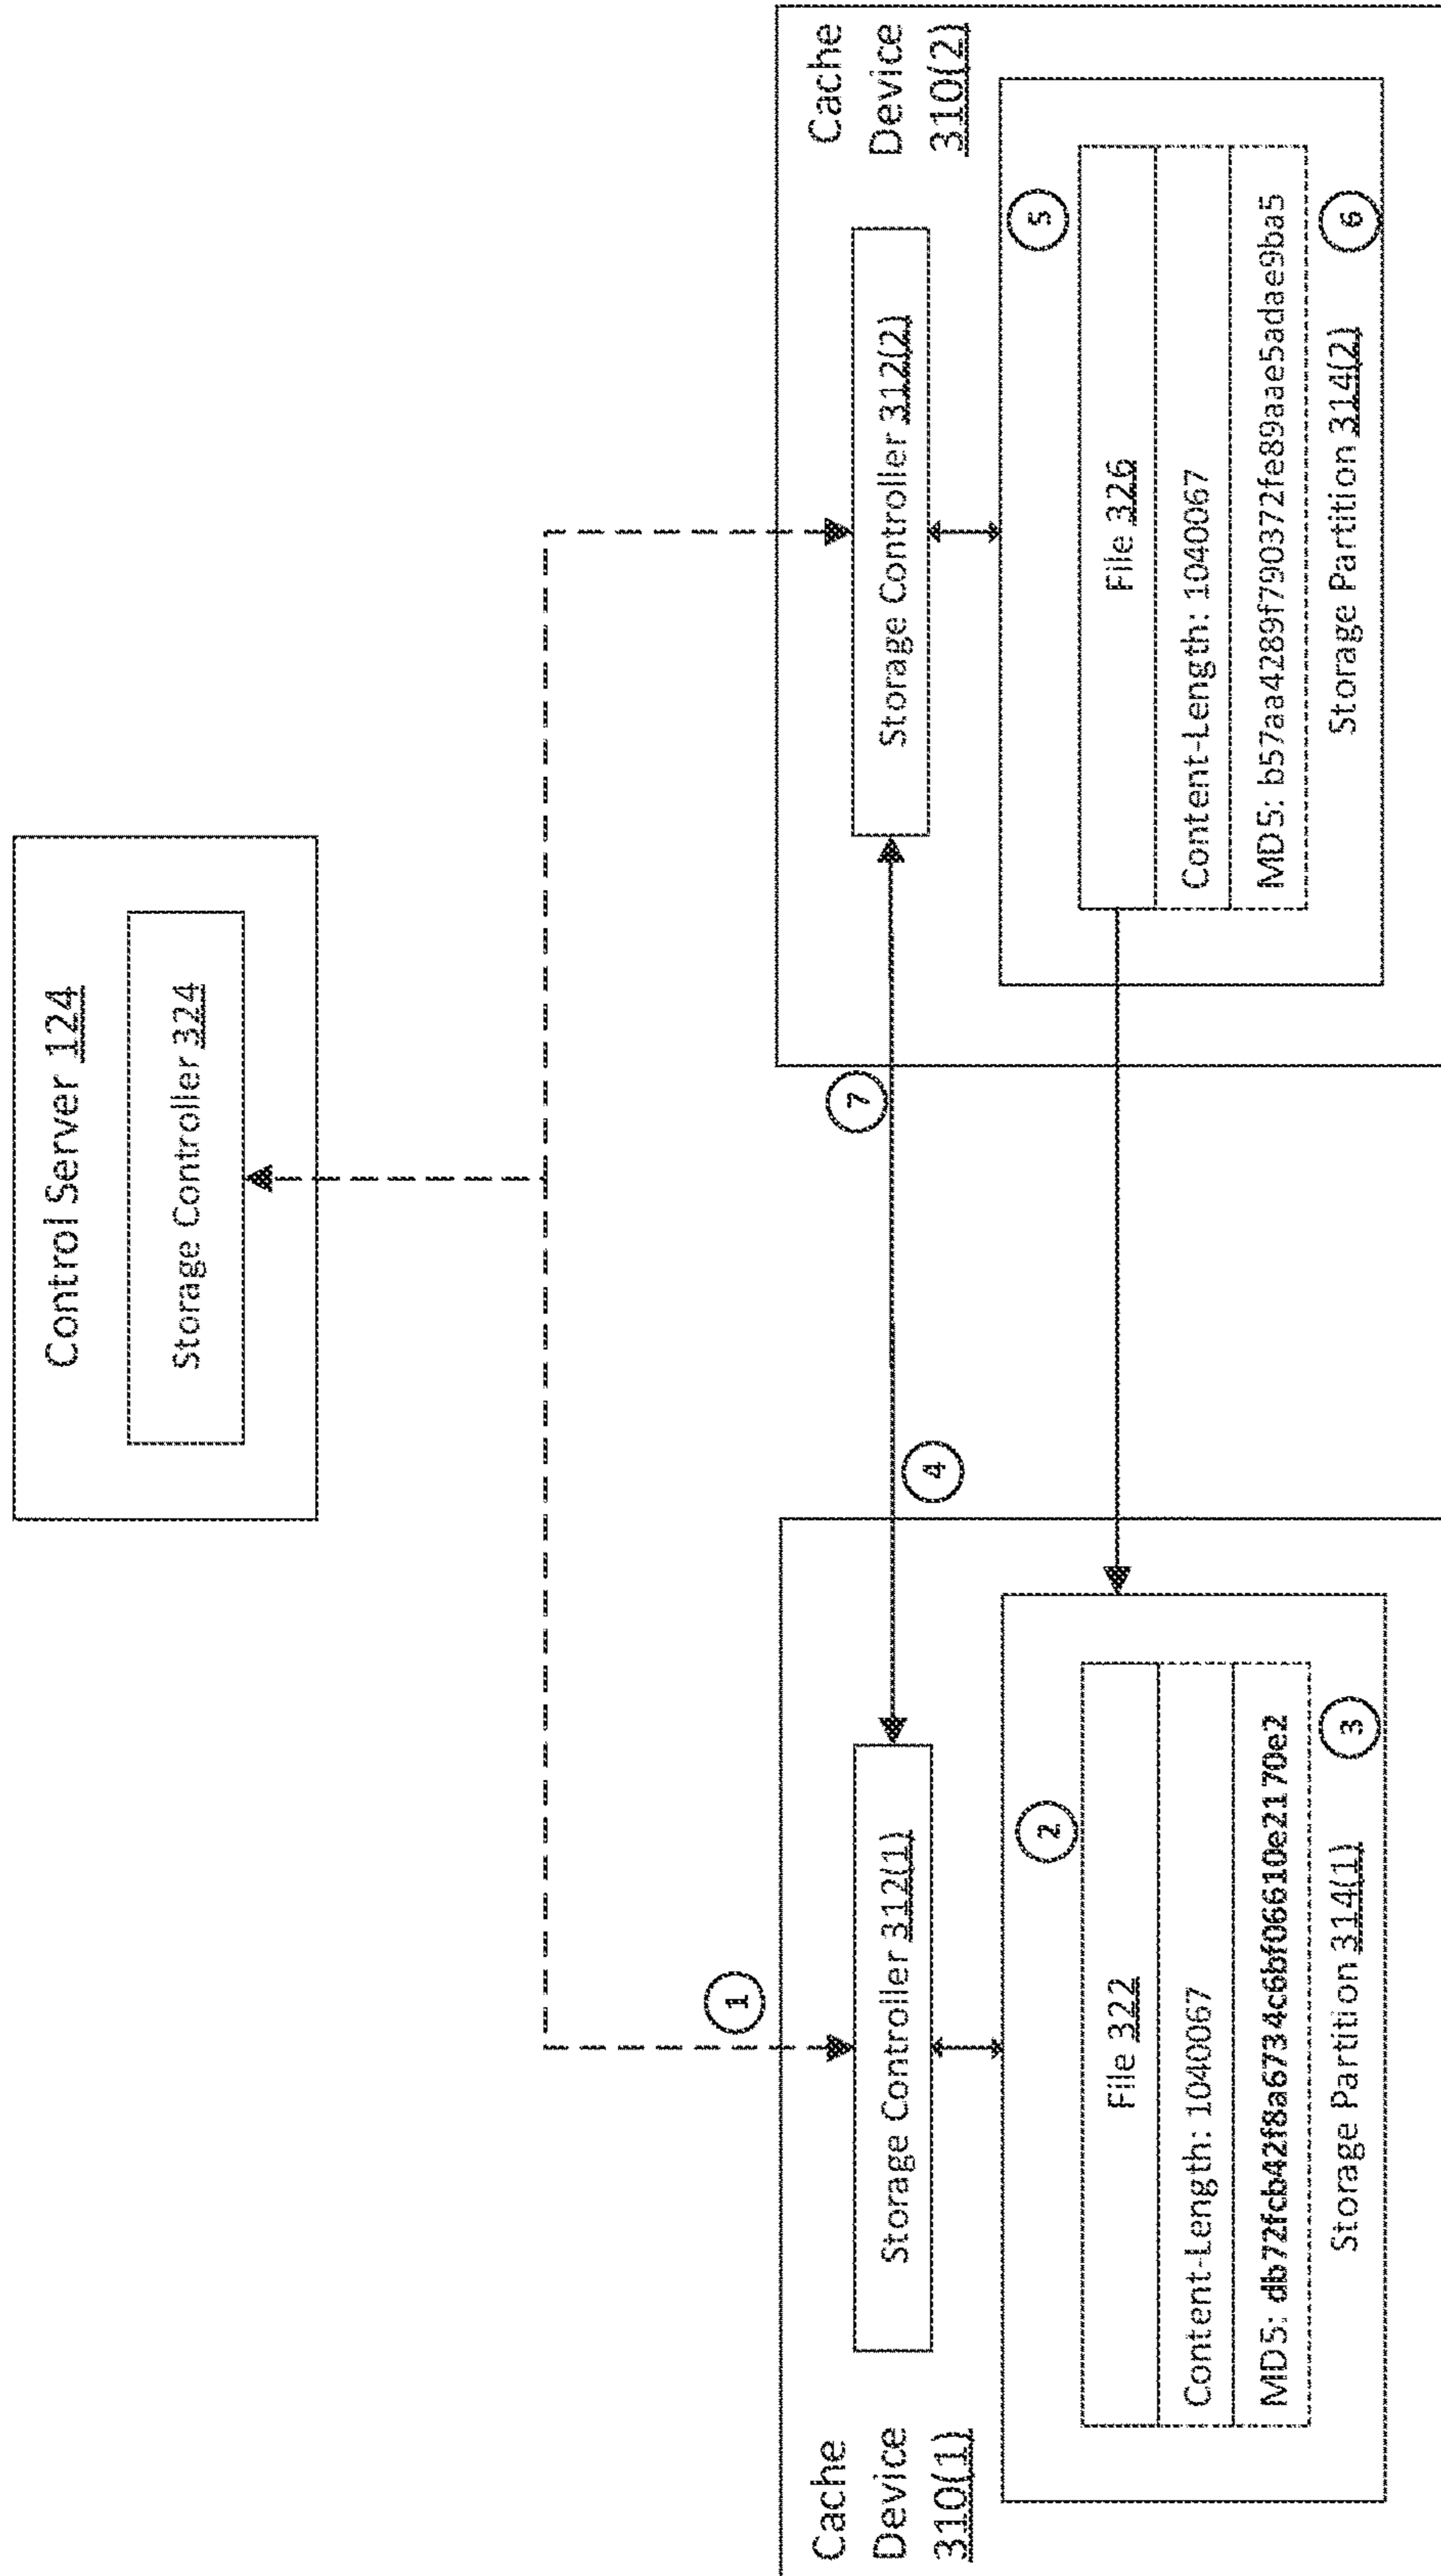 Control Server 124
Storage Controller 324
1
4
7
Cache
Device
310(1)
Storage Controller 312(1)
2
File 322
Content-Length: 1040067
MD5: db72fcb42f8a6734c6bf06610e2170e2
Storage Partition 314(1)
3
Cache
Device
310(2)
Storage Controller 312(2)
5
File 326
Content-Length: 1040067
MD5: b57aa4289f790372fe89aae5adae9ba5
Storage Partition 314(2)
6